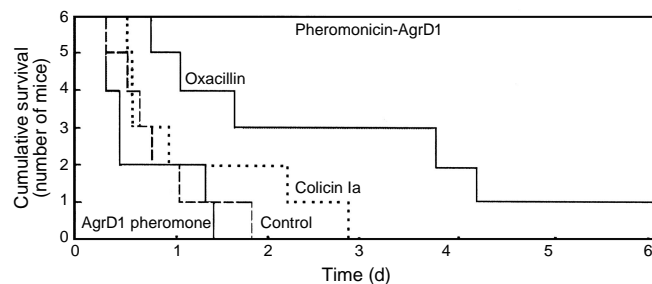 Cumulative survival
(number of mice)
6
5
4
3
2
1
0
Pheromonicin-AgrD1
Oxacillin
Colicin Ia
AgrD1 pheromone
Control
0 1 2 3 4 5 6
Time (d)